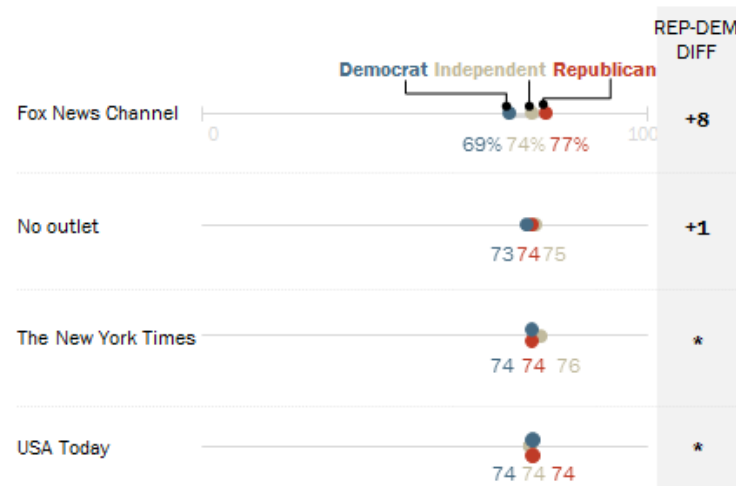 REP-DEM
DIFF
Democrat Independent Republican
Fox News Channel
0
100
69% 74% 77%
+8
No outlet
73 74 75
+1
The New York Times
74 74 76
*
USA Today
74 74 74
*